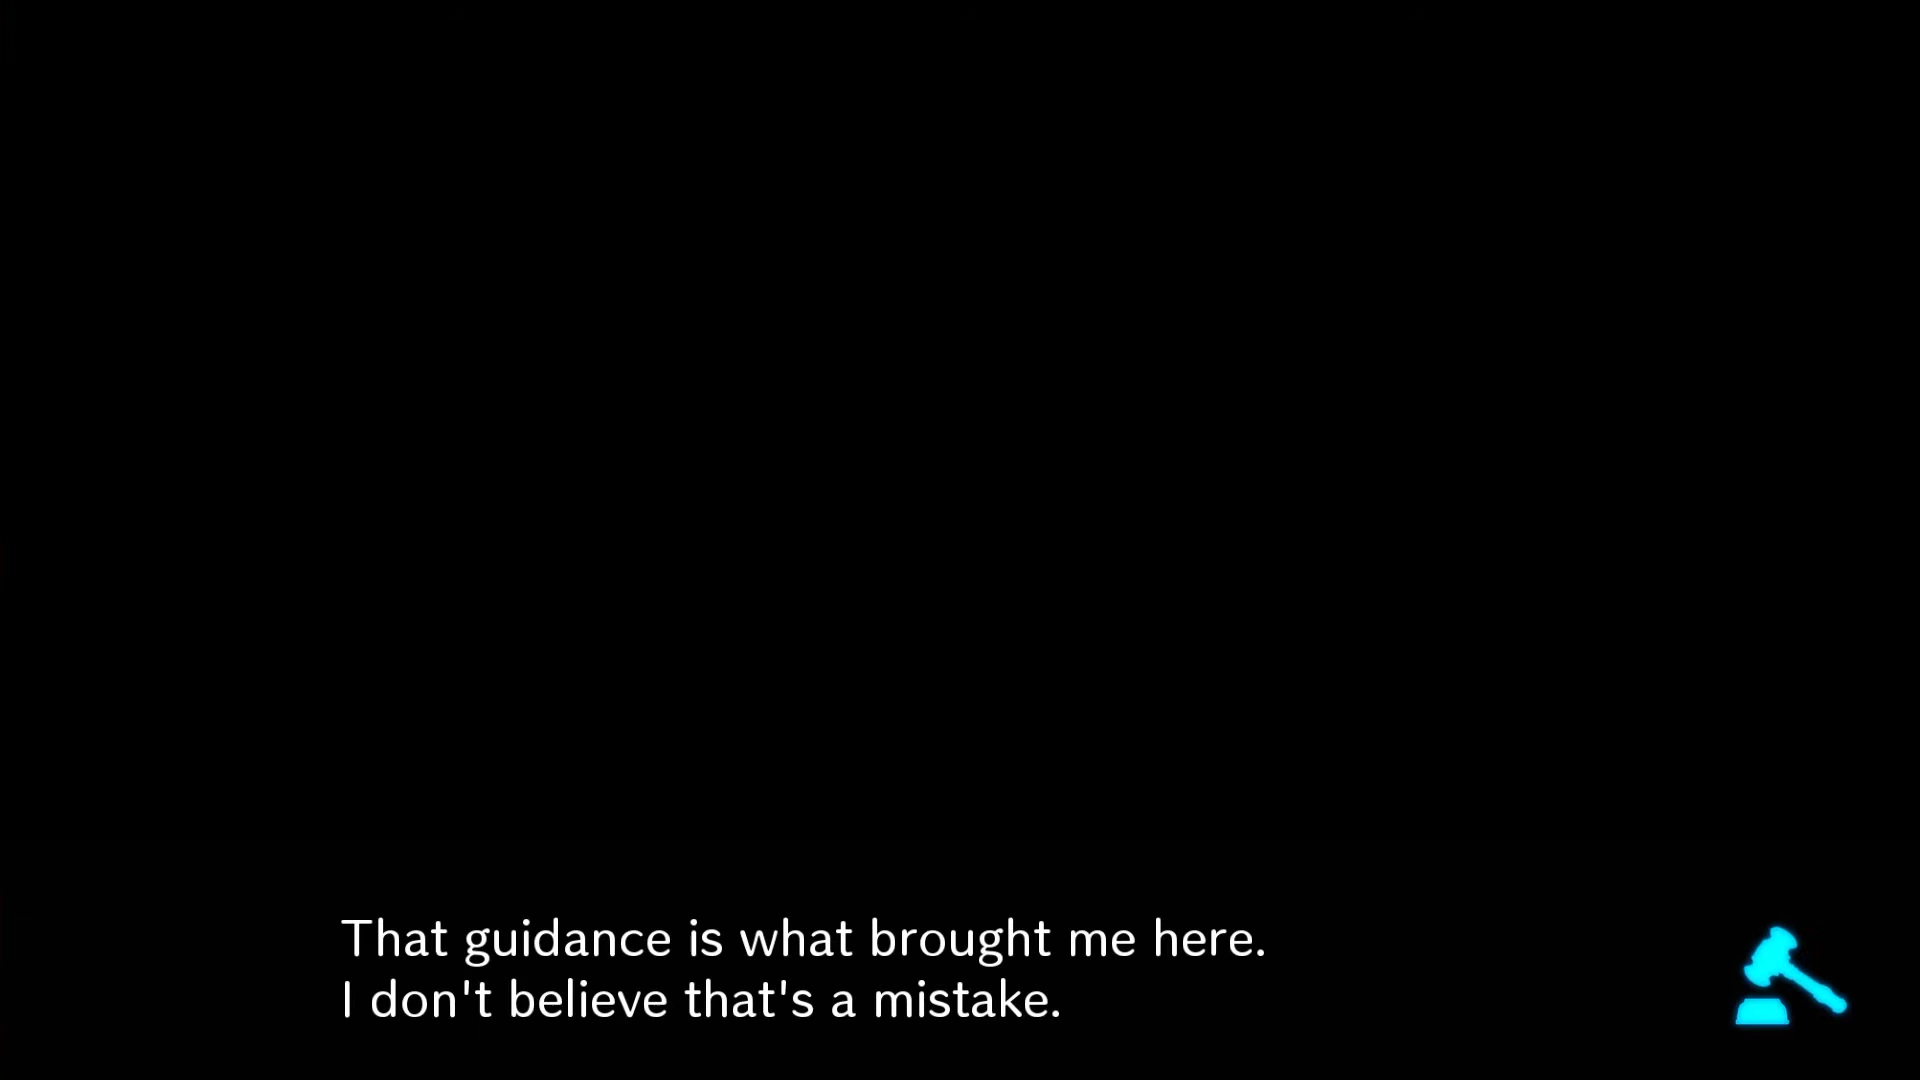 That guidance is what brought me here.
I don't believe that's a mistake.